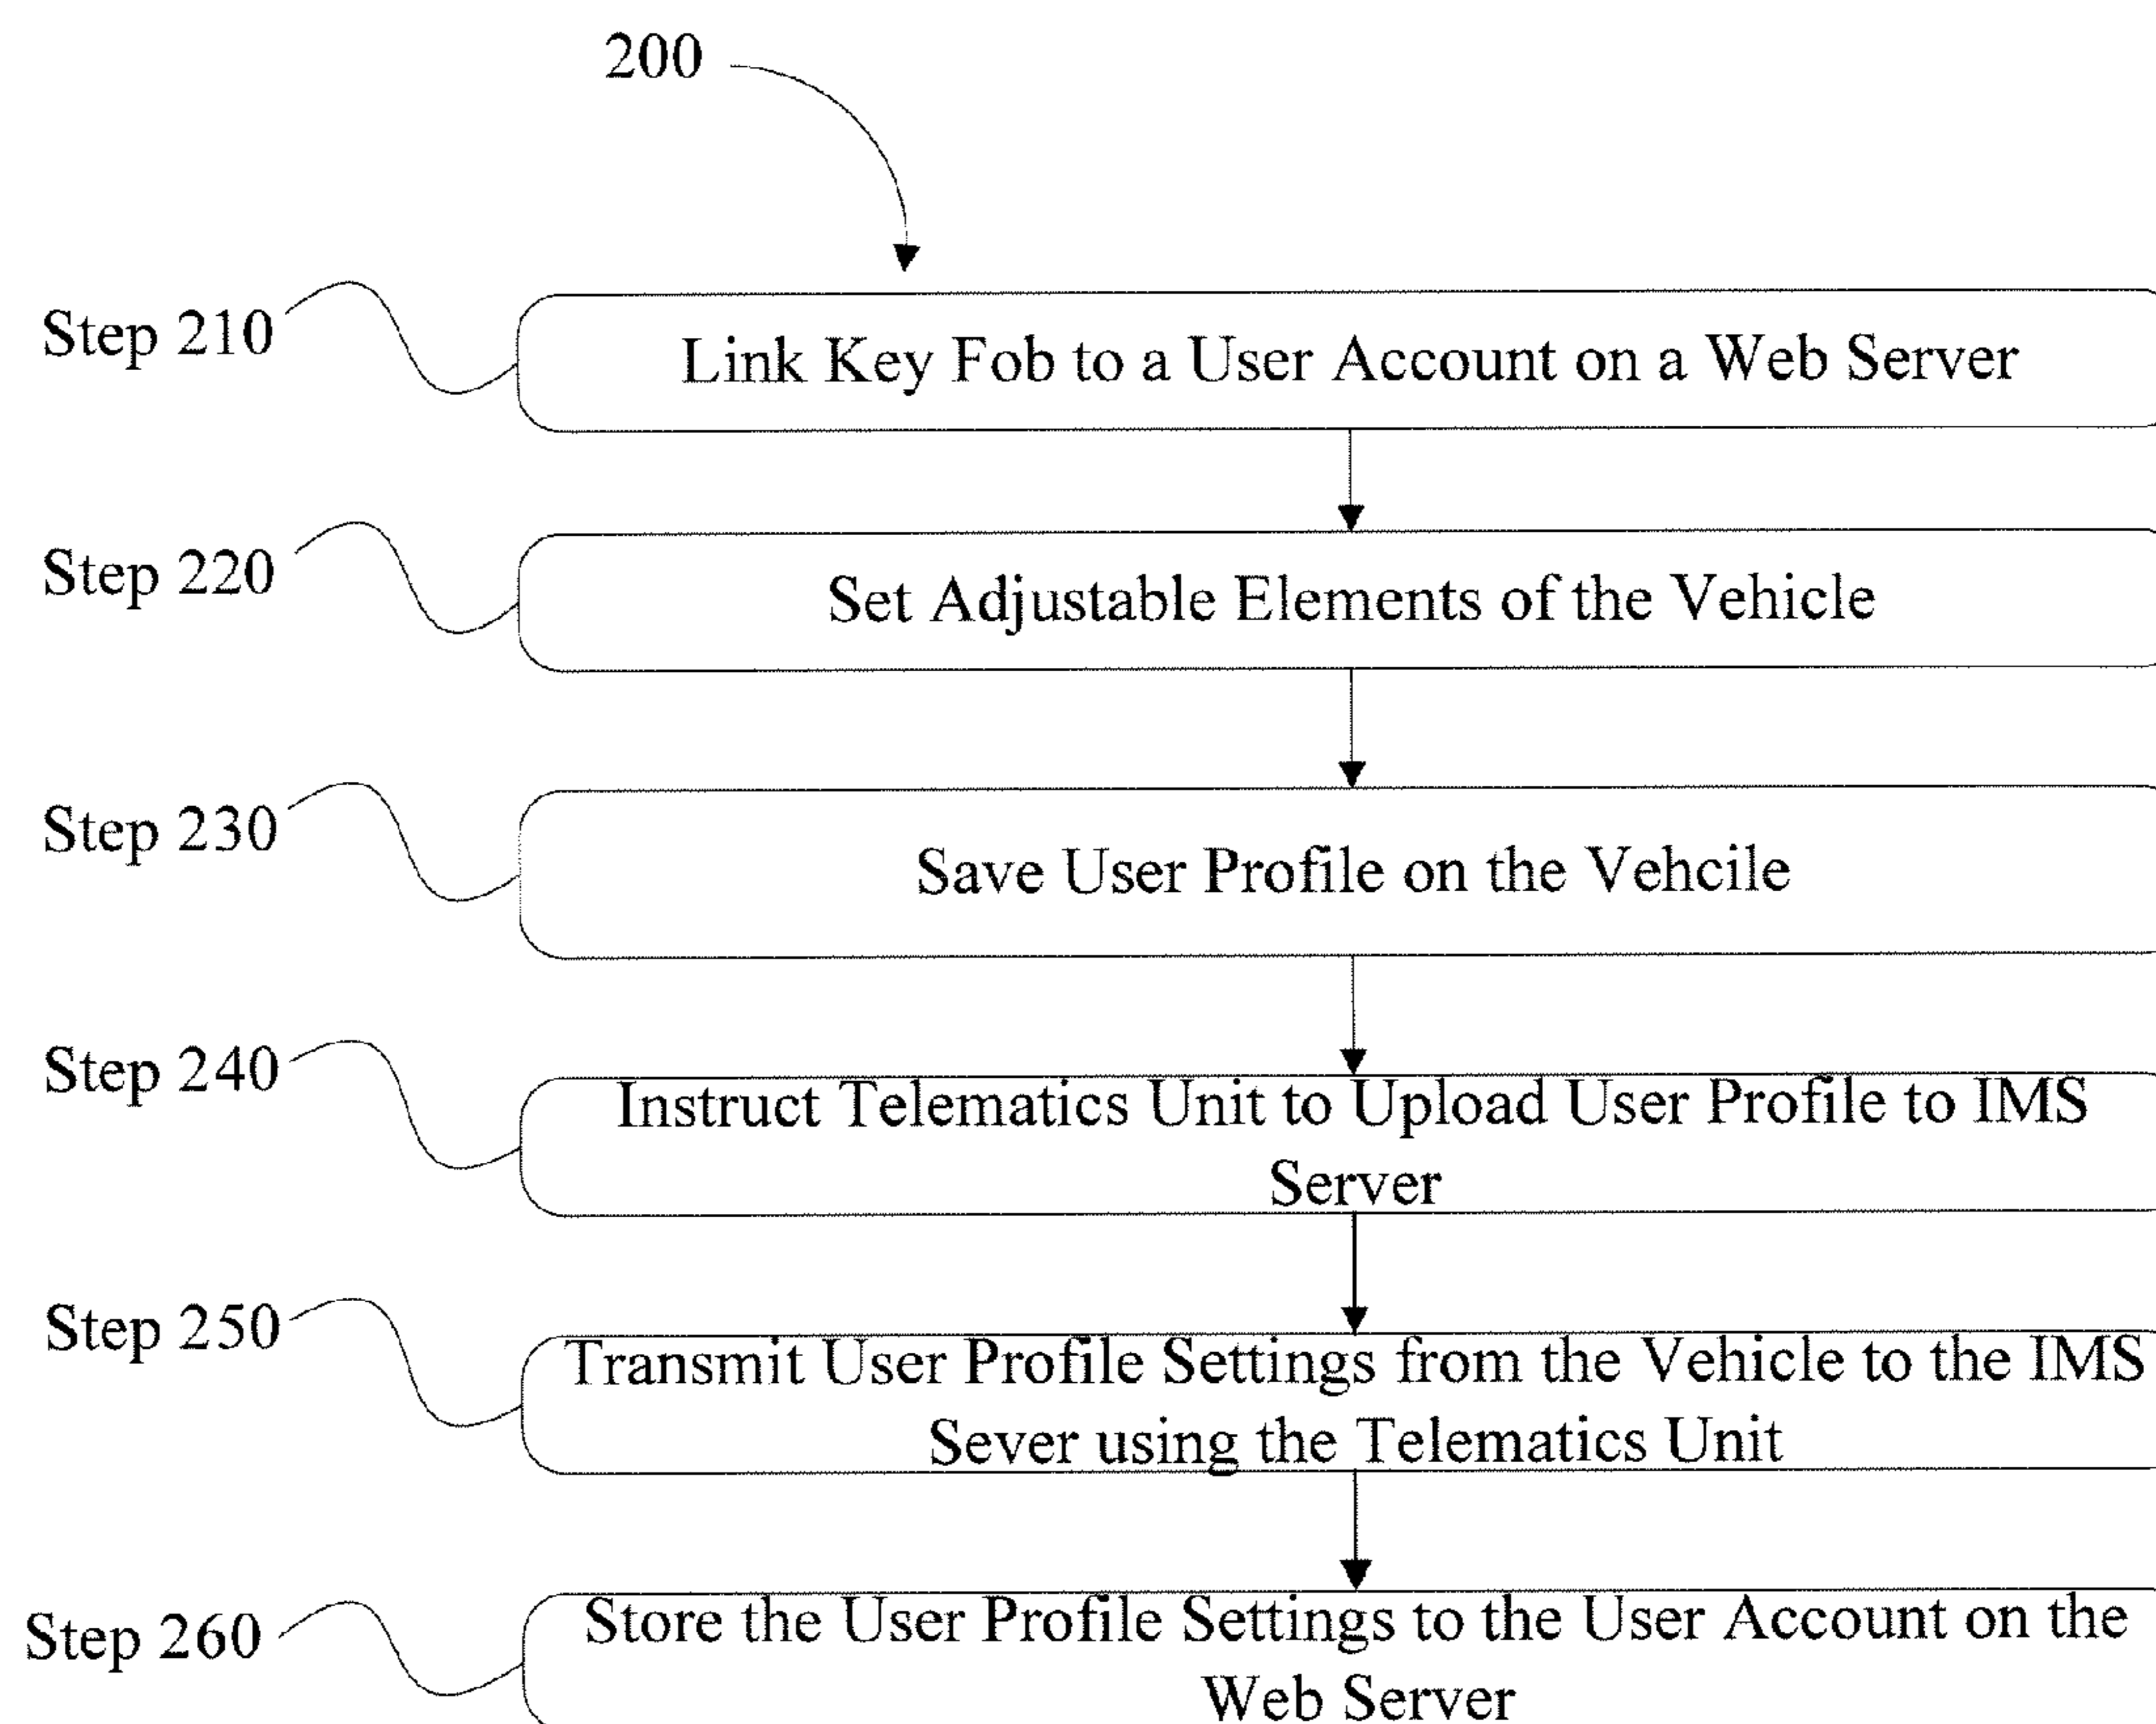 200
Step 210
Link Key Fob to a User Account on a Web Server
Step 220
Set Adjustable Elements of the Vehicle
Step 230
Save User Profile on the Vehcile
Step 240
Instruct Telematics Unit to Upload User Profile to IMS
Server
Step 250
Transmit User Profile Settings from the Vehicle to the IMS
Sever using the Telematics Unit
Step 260
Store the User Profile Settings to the User Account on the
Web Server